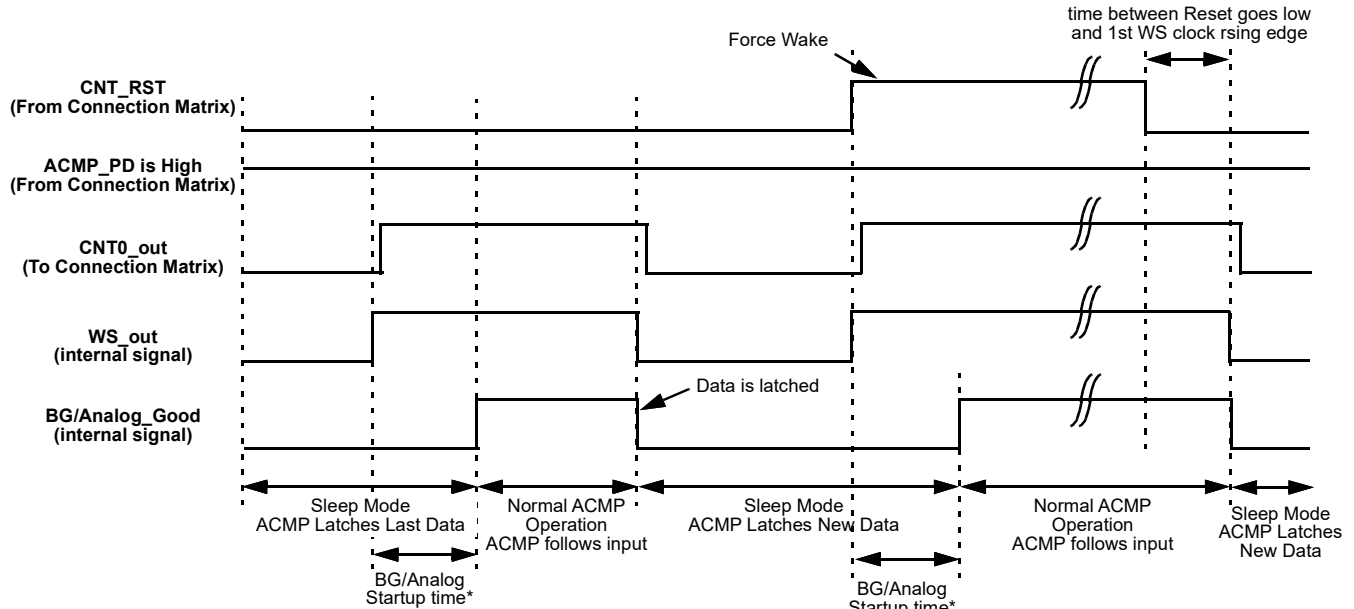 time between Reset goes low
and 1st WS clock rsing edge
Force Wake
CNT_RST
(From Connection Matrix)
ACMP_PD is High
(From Connection Matrix)
CNT0_out
(To Connection Matrix)
WS_out
(internal signal)
Data is latched
BG/Analog_Good
(internal signal)
Sleep Mode
ACMP Latches Last Data
Normal ACMP
Operation
ACMP follows input
Sleep Mode
ACMP Latches New Data
Normal ACMP
Operation
ACMP follows input
Sleep Mode
ACMP Latches
New Data
BG/Analog
Startup time*
BG/Analog
Startup time*